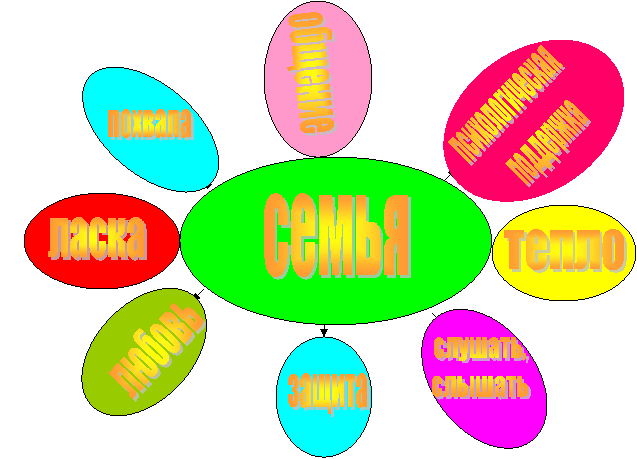 общение
психологическая
поддержка
похвала
семья
ласка
тепло
любовь
слушать,
слышать
защита